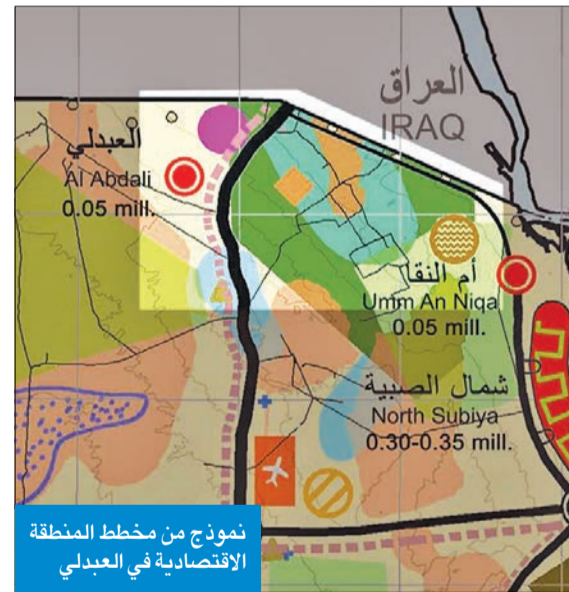 العراق
IRAQ
العبدلي
Al Abdali
0.05 mill.
أم النقا
Umm An Niqa
0.05 mill.
شمال الصبية
North Subiya
0.30-0.35 mill.
نموذج من مخطط المنطقة
الاقتصادية في العبدلي